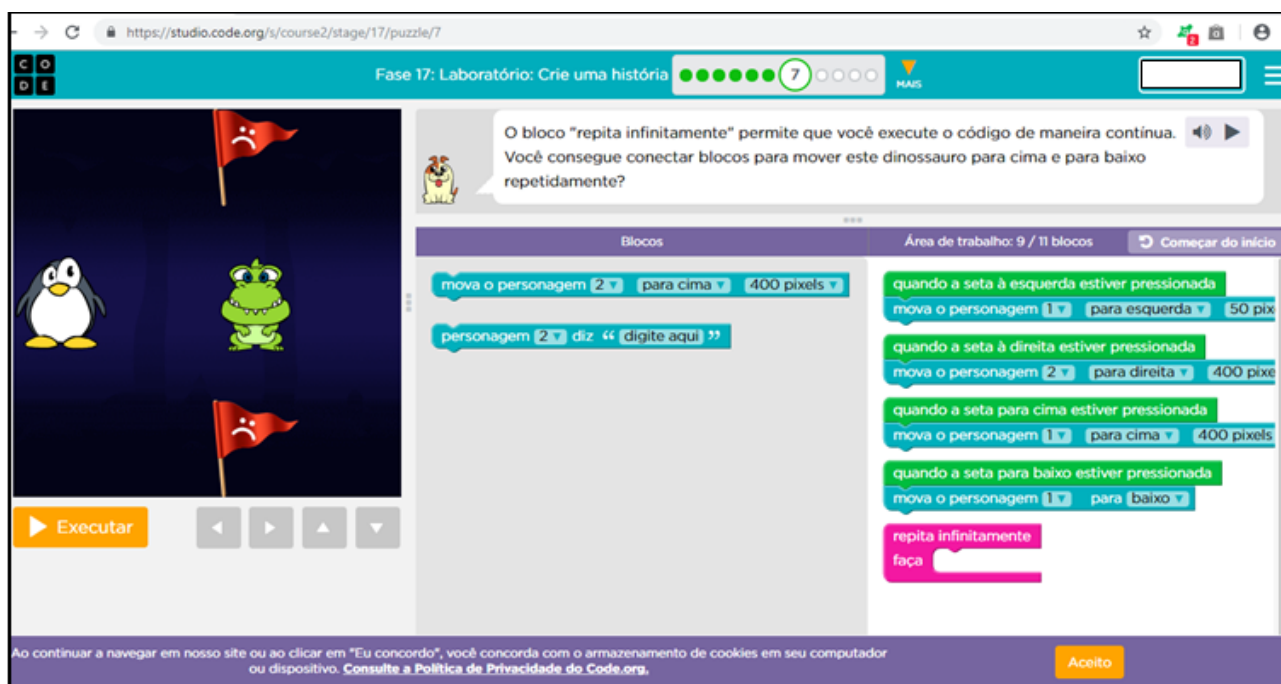 https://studio.code.org/s/course2/stage/17/puzzle/7
2
C O
D E
Fase 17: Laboratório: Crie uma história
7
MAIS
O bloco "repita infinitamente" permite que você execute o código de maneira contínua.
Você consegue conectar blocos para mover este dinossauro para cima e para baixo
repetidamente?
Blocos
Área de trabalho: 9 / 11 blocos
Começar do início
mova o personagem 2 para cima 400 pixels
personagem 2 diz “ digite aqui ”
quando a seta à esquerda estiver pressionada
mova o personagem 1 para esquerda 50 pix
quando a seta à direita estiver pressionada
mova o personagem 2 para direita 400 pixe
quando a seta para cima estiver pressionada
mova o personagem 1 para cima 400 pixels
quando a seta para baixo estiver pressionada
mova o personagem 1 para baixo
repita infinitamente
faça
Executar
Ao continuar a navegar em nosso site ou ao clicar em "Eu concordo", você concorda com o armazenamento de cookies em seu computador
ou dispositivo. Consulte a Política de Privacidade do Code.org.
Aceito